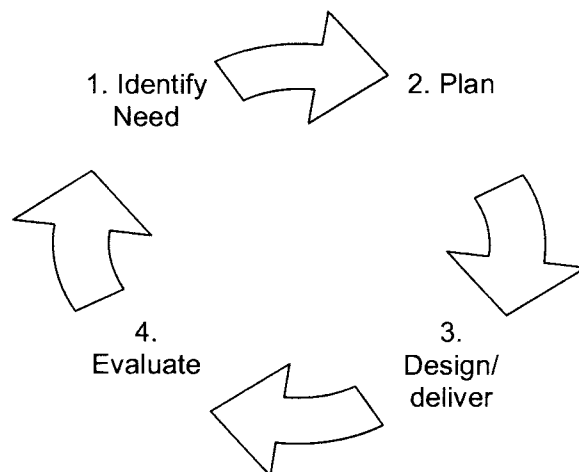 1. Identify
Need
2. Plan
3.
Design/
deliver
4.
Evaluate